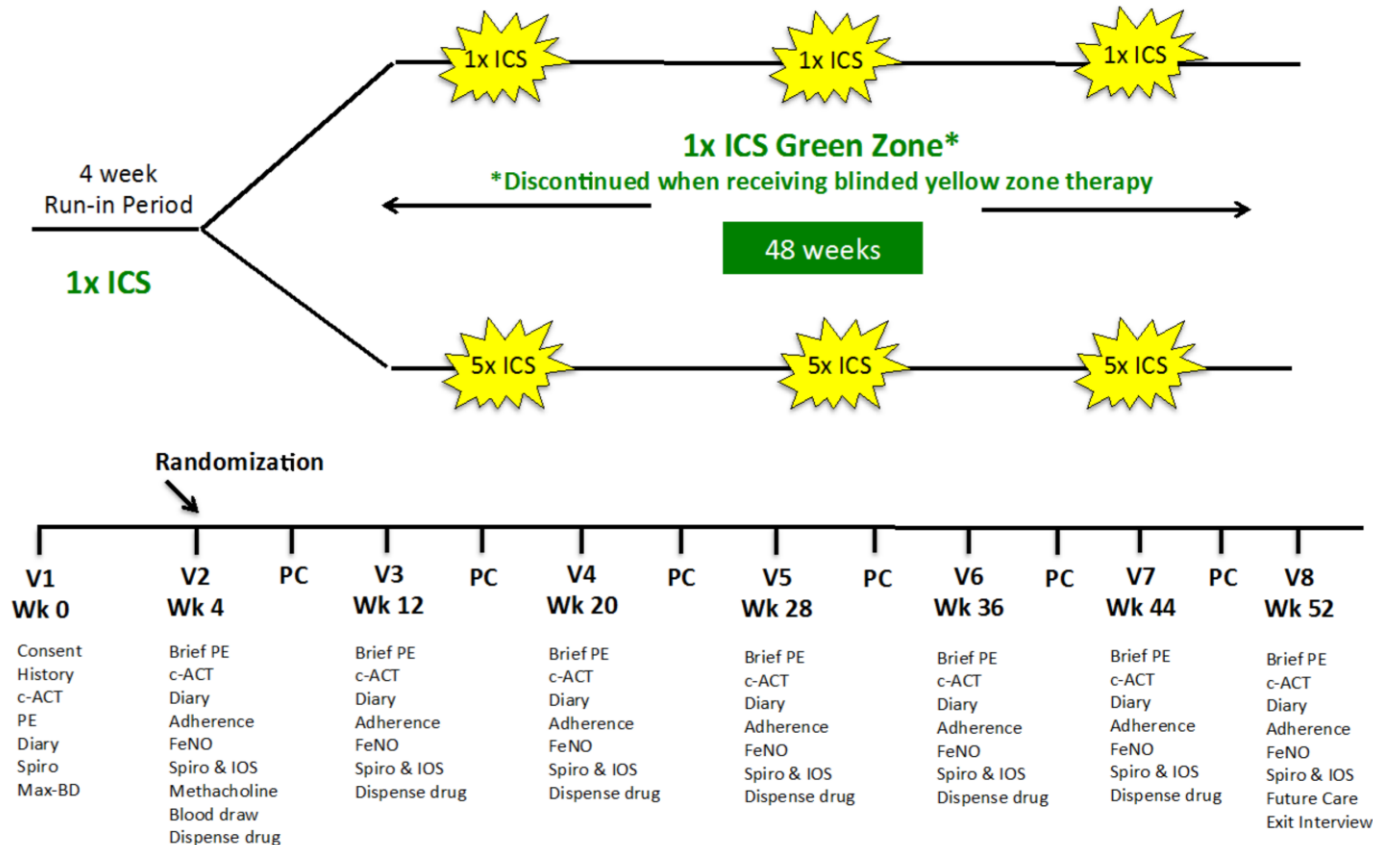 1x ICS
1x ICS
1x ICS
4 week
Run-in Period
1x ICS
1x ICS Green Zone*
*Discontinued when receiving blinded yellow zone therapy
48 weeks
5x ICS
5x ICS
5x ICS
Randomization
V1
Wk 0
Consent
History
c-ACT
PE
Diary
Spiro
Max-BD
V2
Wk 4
Brief PE
c-ACT
Diary
Adherence
FeNO
Spiro & IOS
Methacholine
Blood draw
Dispense drug
PC
V3
Wk 12
Brief PE
c-ACT
Diary
Adherence
FeNO
Spiro & IOS
Dispense drug
PC
V4
Wk 20
Brief PE
c-ACT
Diary
Adherence
FeNO
Spiro & IOS
Dispense drug
PC
V5
Wk 28
Brief PE
c-ACT
Diary
Adherence
FeNO
Spiro & IOS
Dispense drug
PC
V6
Wk 36
Brief PE
c-ACT
Diary
Adherence
FeNO
Spiro & IOS
Dispense drug
PC
V7
Wk 44
Brief PE
c-ACT
Diary
Adherence
FeNO
Spiro & IOS
Dispense drug
PC
V8
Wk 52
Brief PE
c-ACT
Diary
Adherence
FeNO
Spiro & IOS
Future Care
Exit Interview